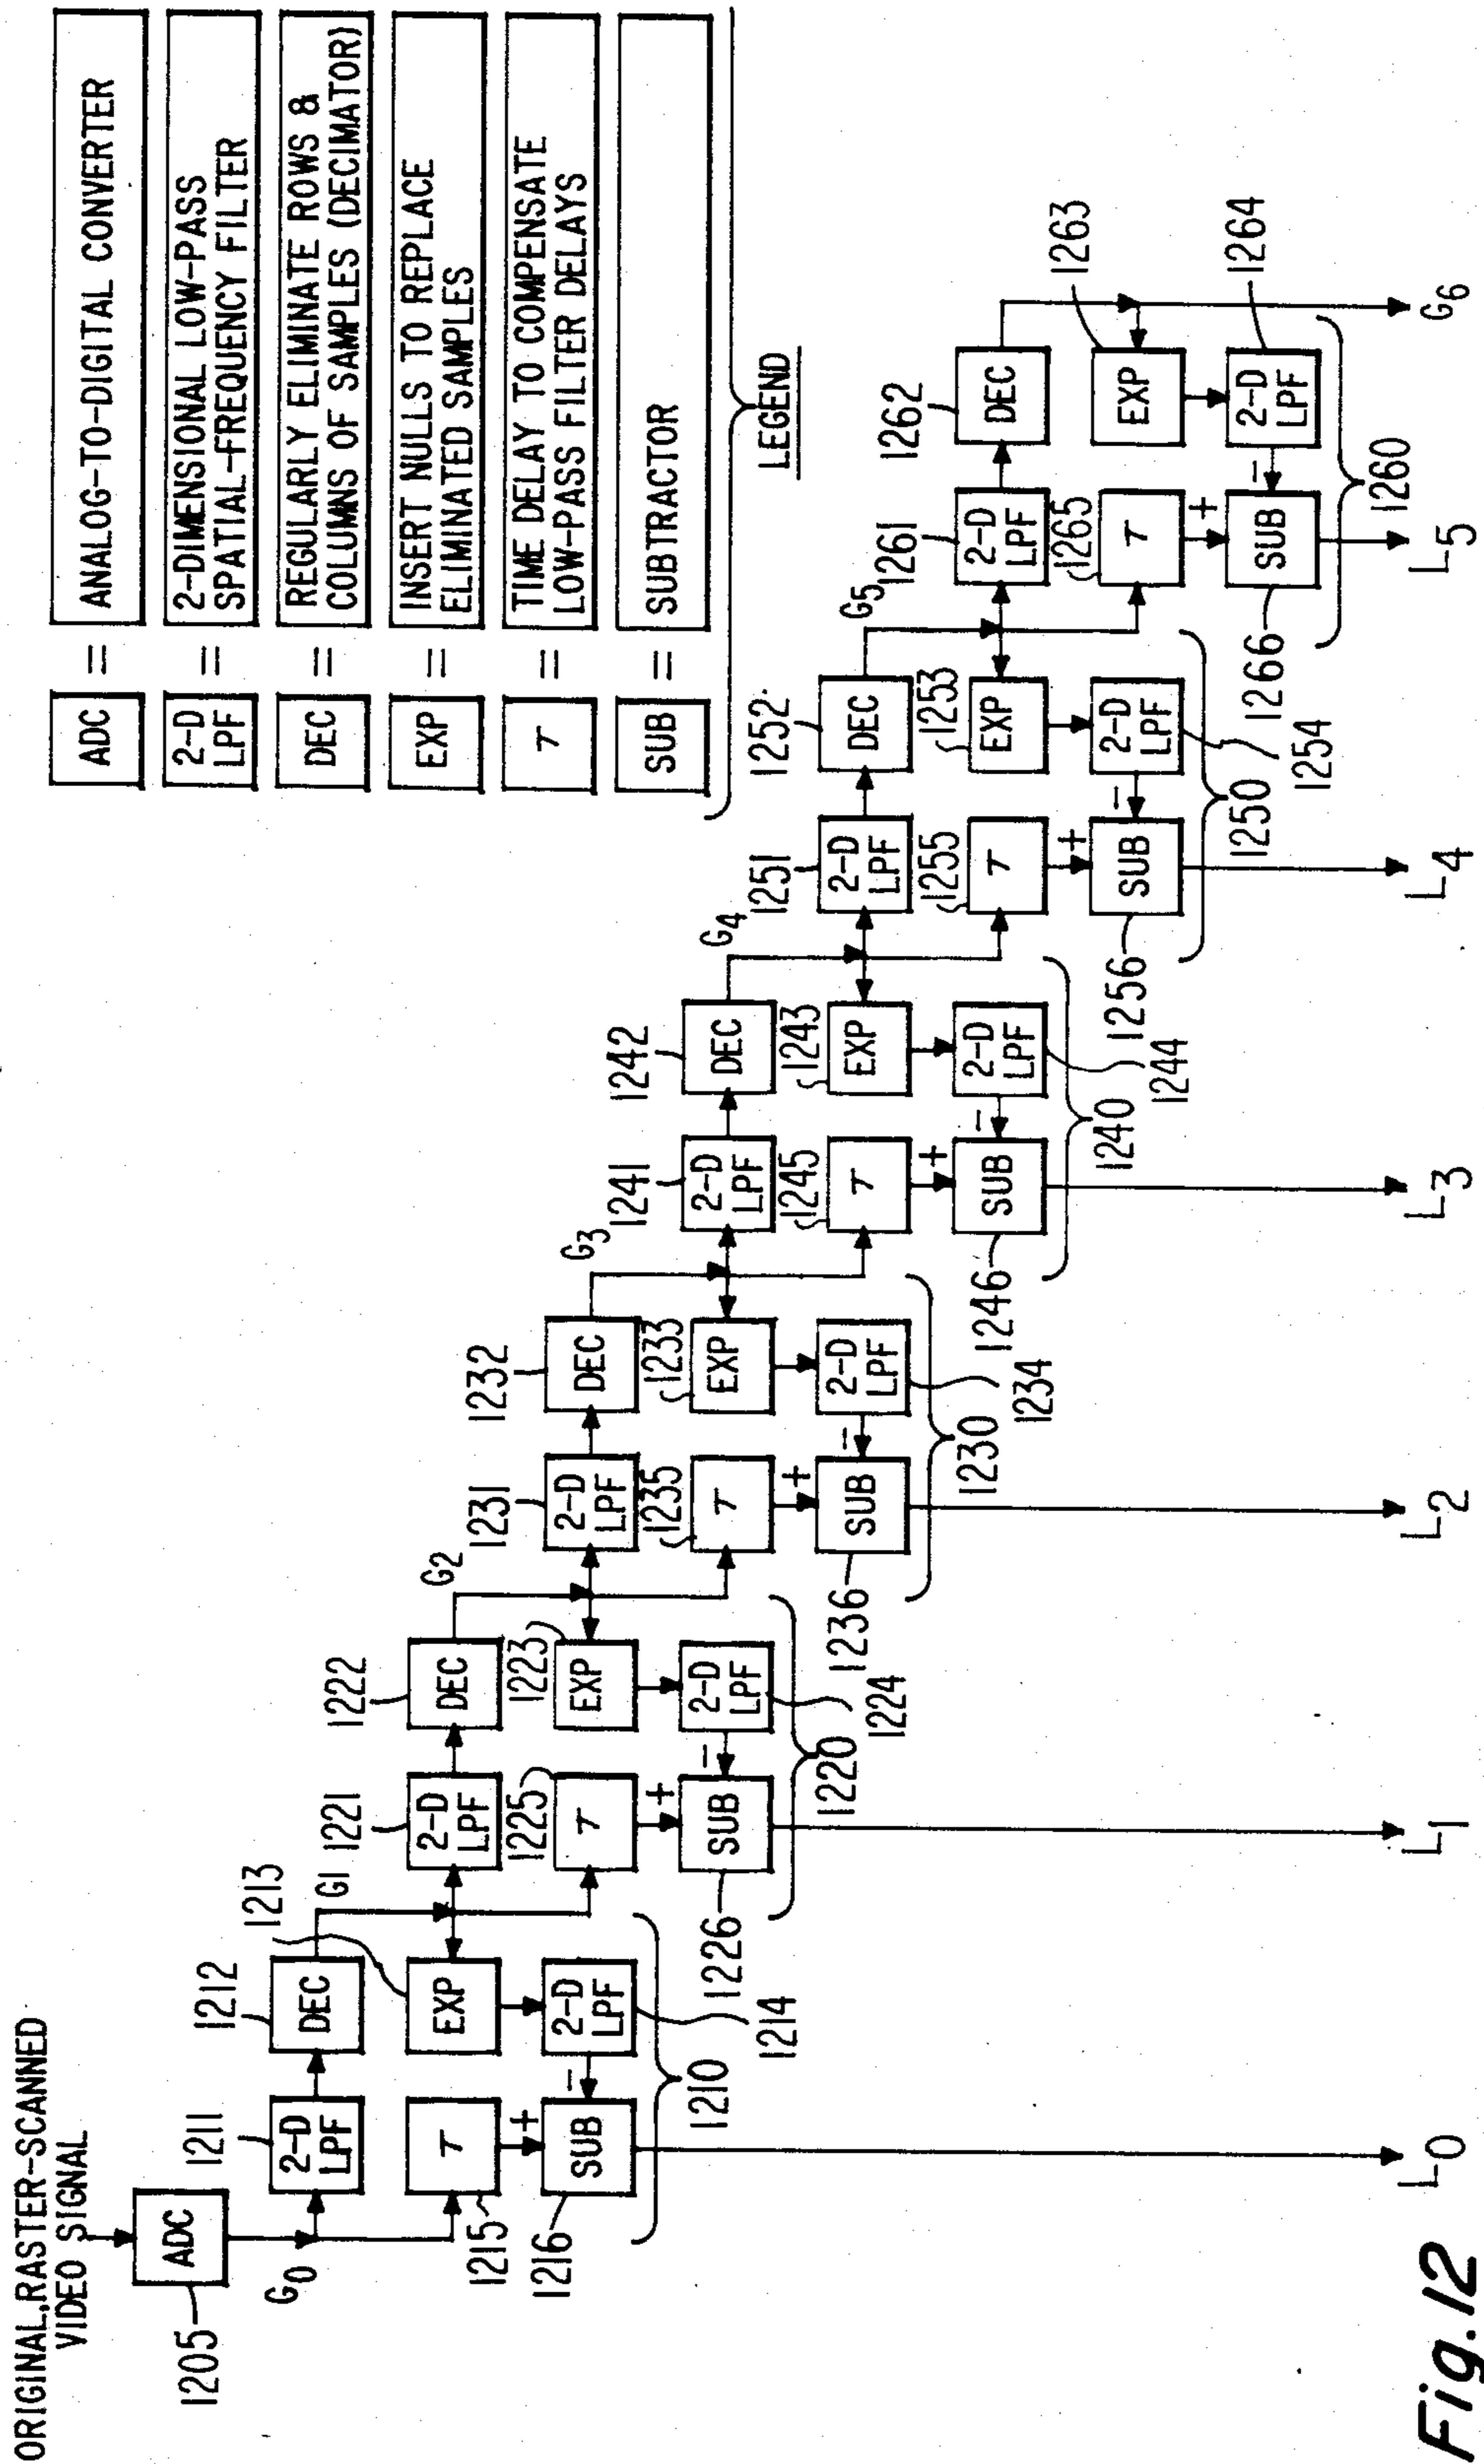 ORIGINAL,RASTER-SCANNED
VIDEO SIGNAL
ADC
1205
G0
1211
2-D
LPF
1212
DEC
1213
G1
EXP
2-D
LPF
1214
T
1215
+
−
SUB
1216
1210
L0
1221
2-D
LPF
1222
DEC
G2
1223
EXP
2-D
LPF
1224
1225
T
+
−
SUB
1226
1220
L1
1231
2-D
LPF
1232
DEC
G3
1233
EXP
2-D
LPF
1234
1235
T
+
−
SUB
1236
1230
L2
1241
2-D
LPF
1242
DEC
G4
1243
EXP
2-D
LPF
1244
1245
T
+
−
SUB
1246
1240
L3
1251
2-D
LPF
1252
DEC
G5
1253
EXP
2-D
LPF
1254
1255
T
+
−
SUB
1256
1250
L4
1261
2-D
LPF
1262
DEC
1263
EXP
2-D
LPF
1264
1265
T
+
−
SUB
1266
1260
L5
G6
ADC = ANALOG-TO-DIGITAL CONVERTER
2-D
LPF = 2-DIMENSIONAL LOW-PASS
SPATIAL-FREQUENCY FILTER
DEC = REGULARLY ELIMINATE ROWS &
COLUMNS OF SAMPLES (DECIMATOR)
EXP = INSERT NULLS TO REPLACE
ELIMINATED SAMPLES
T = TIME DELAY TO COMPENSATE
LOW-PASS FILTER DELAYS
SUB = SUBTRACTOR
LEGEND
Fig.12